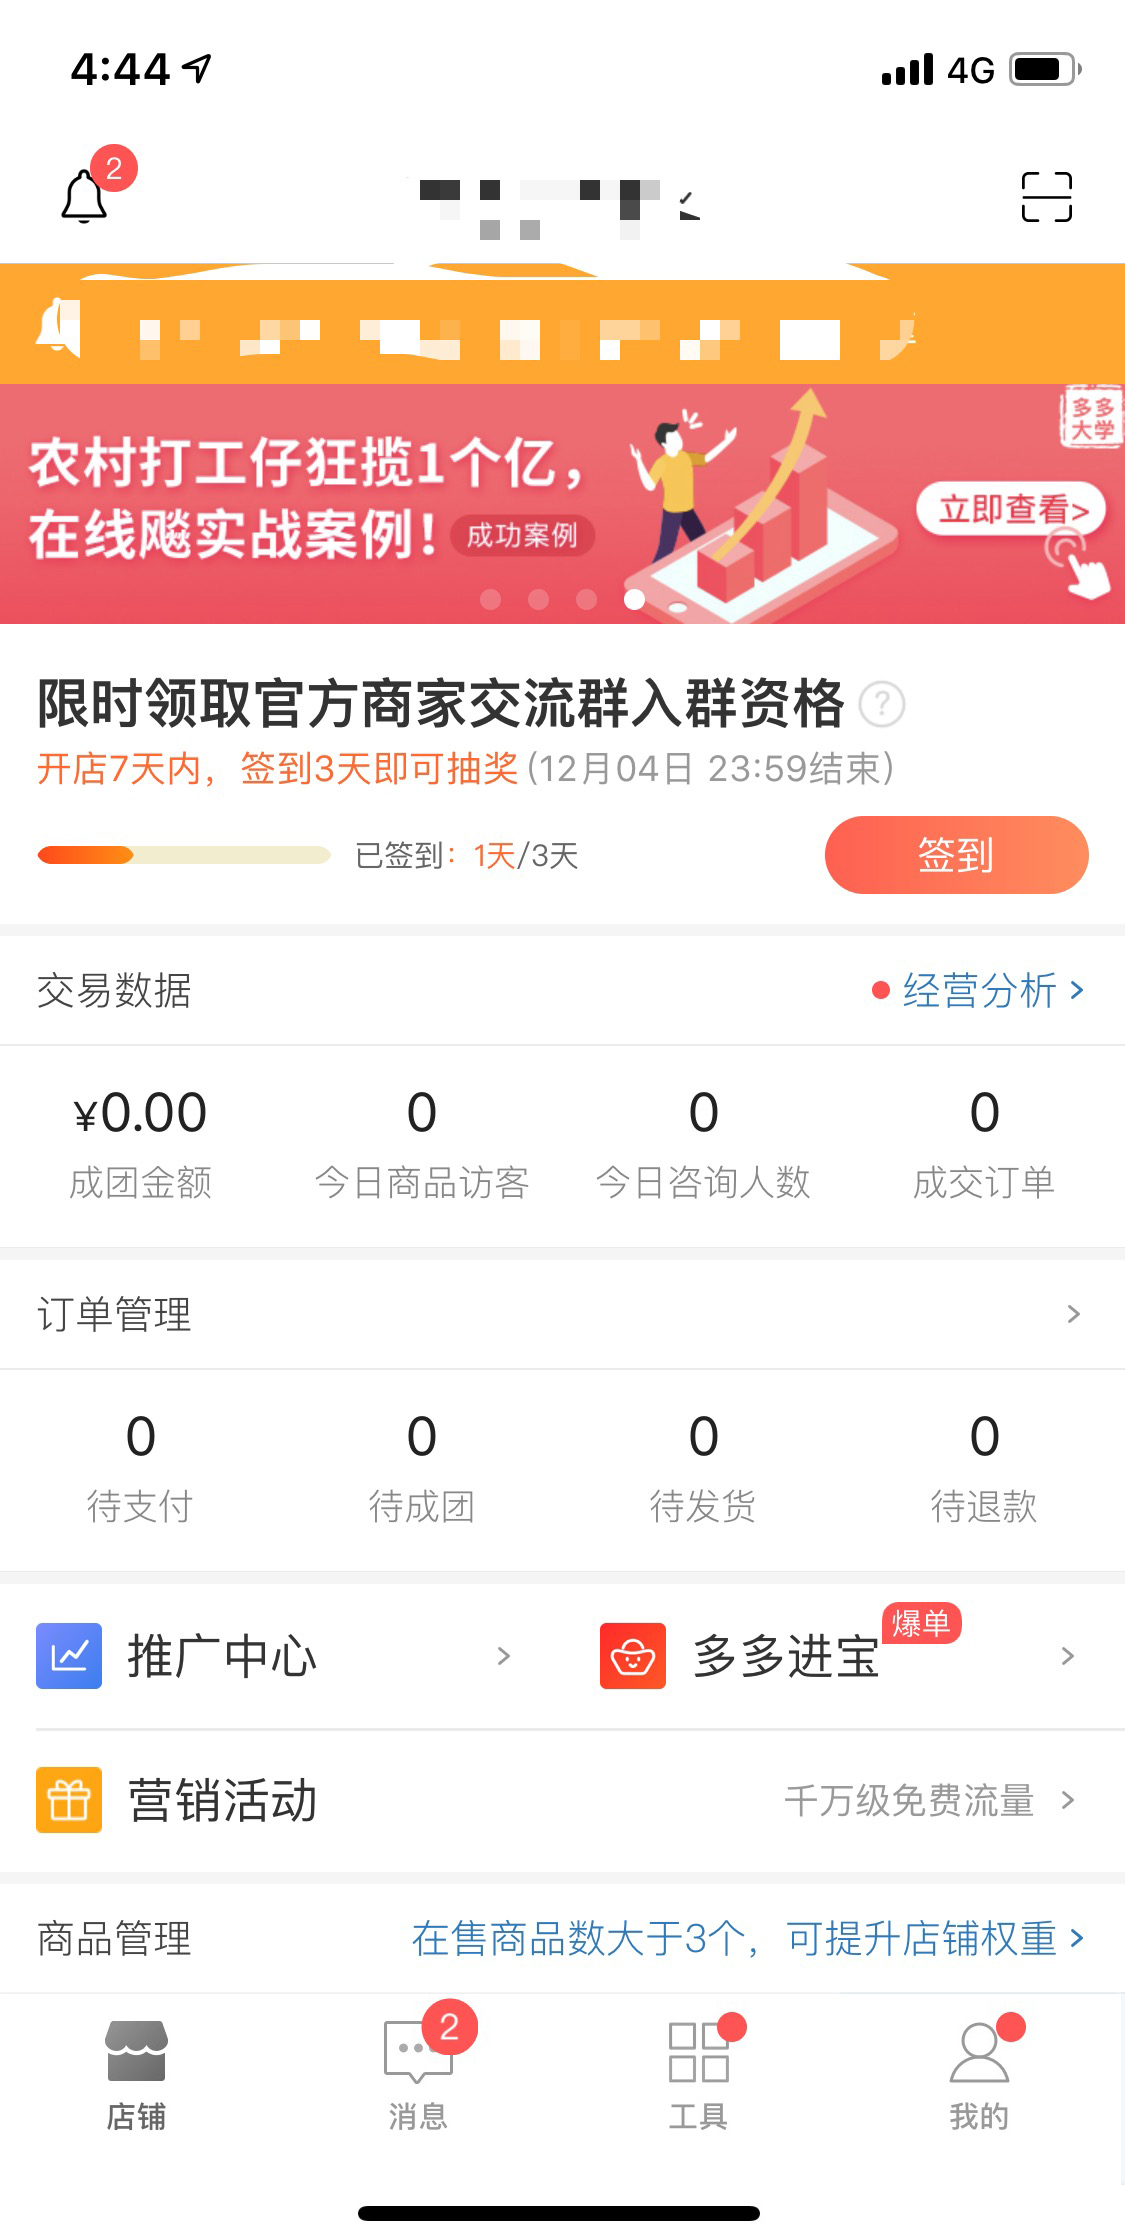 4:44
4G
2
农村打工仔狂揽1个亿，
在线飚实战案例！
成功案例
多多
大学
立即查看>
限时领取官方商家交流群入群资格 ?
开店7天内，签到3天即可抽奖 (12月04日 23:59结束)
已签到：1天/3天
签到
交易数据
经营分析 >
¥0.00 0 0 0
成团金额 今日商品访客 今日咨询人数 成交订单
订单管理 >
0 0 0 0
待支付 待成团 待发货 待退款
推广中心 >
多多进宝 >
爆单
营销活动
千万级免费流量 >
商品管理
在售商品数大于3个，可提升店铺权重 >
2
店铺 消息 工具 我的